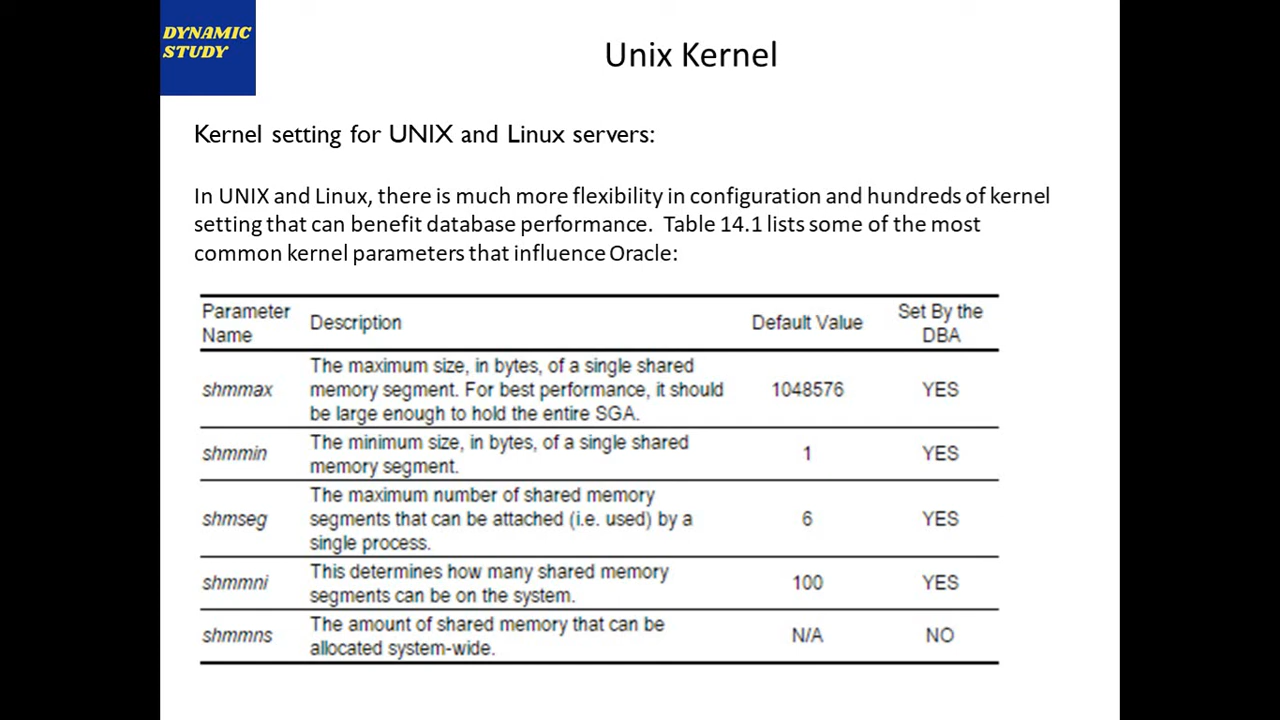 DYNAMIC
STUDY
Unix Kernel
Kernel setting for UNIX and Linux servers:
In UNIX and Linux, there is much more flexibility in configuration and hundreds of kernel
setting that can benefit database performance. Table 14.1 lists some of the most
common kernel parameters that influence Oracle:
Parameter Name Description Default Value Set By the DBA
shmmax The maximum size, in bytes, of a single shared 1048576 YES
memory segment. For best performance, it should
be large enough to hold the entire SGA.
shmmin The minimum size, in bytes, of a single shared 1 YES
memory segment.
shmseg The maximum number of shared memory 6 YES
segments that can be attached (i.e. used) by a
single process.
shmmni This determines how many shared memory 100 YES
segments can be on the system.
shmmns The amount of shared memory that can be N/A NO
allocated system-wide.